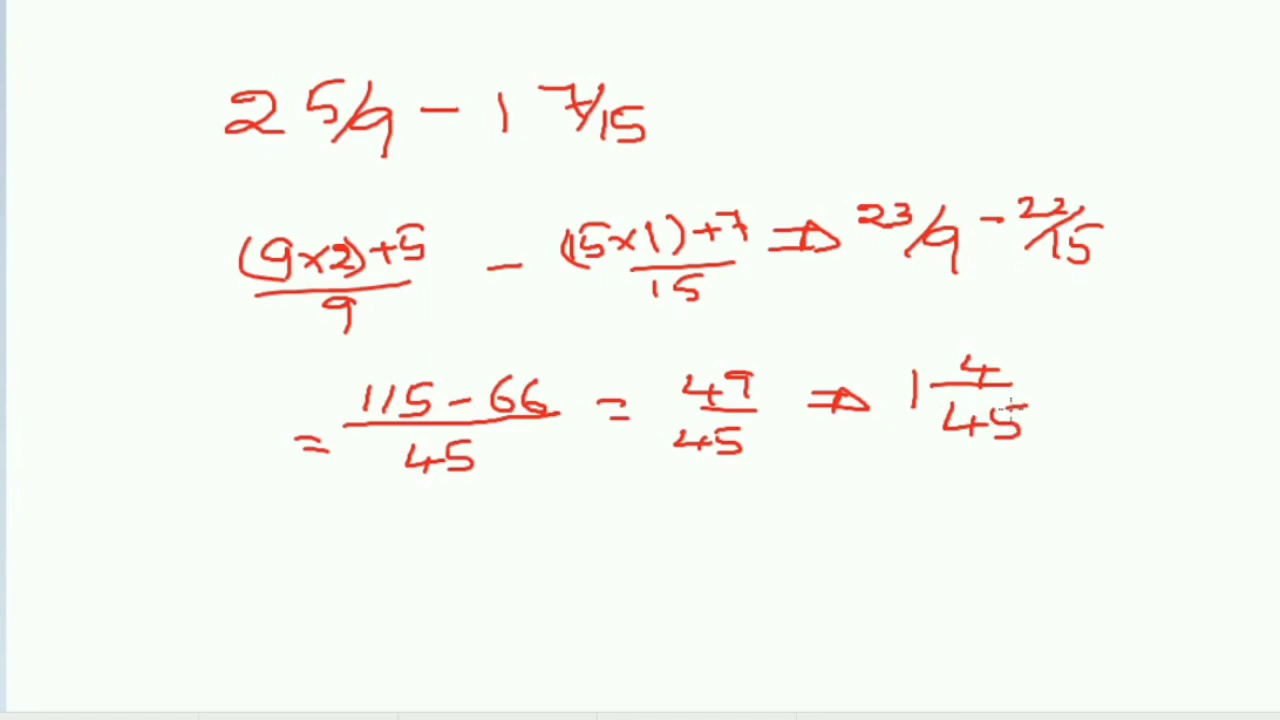 2 5/9 - 1 7/15
(9×2)+5/9 - (15×1)+7/15 ⇒ 23/9 - 22/15
= 115-66/45 = 49/45 ⇒ 1 4/45